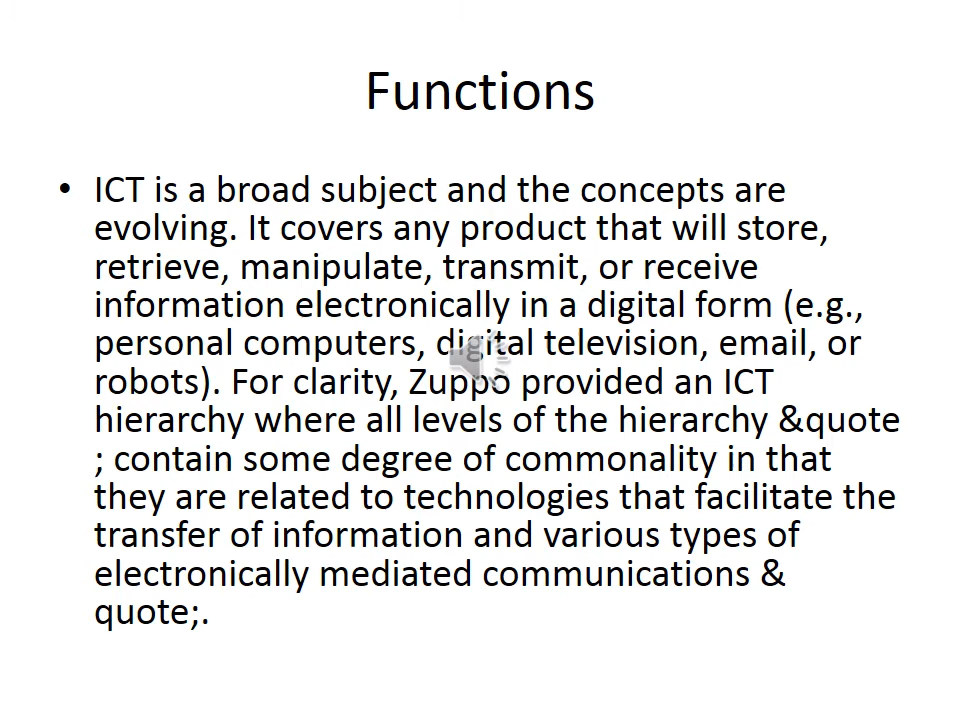 Functions
• ICT is a broad subject and the concepts are
evolving. It covers any product that will store,
retrieve, manipulate, transmit, or receive
information electronically in a digital form (e.g.,
personal computers, digital television, email, or
robots). For clarity, Zuppo provided an ICT
hierarchy where all levels of the hierarchy &quote
; contain some degree of commonality in that
they are related to technologies that facilitate the
transfer of information and various types of
electronically mediated communications &
quote;.